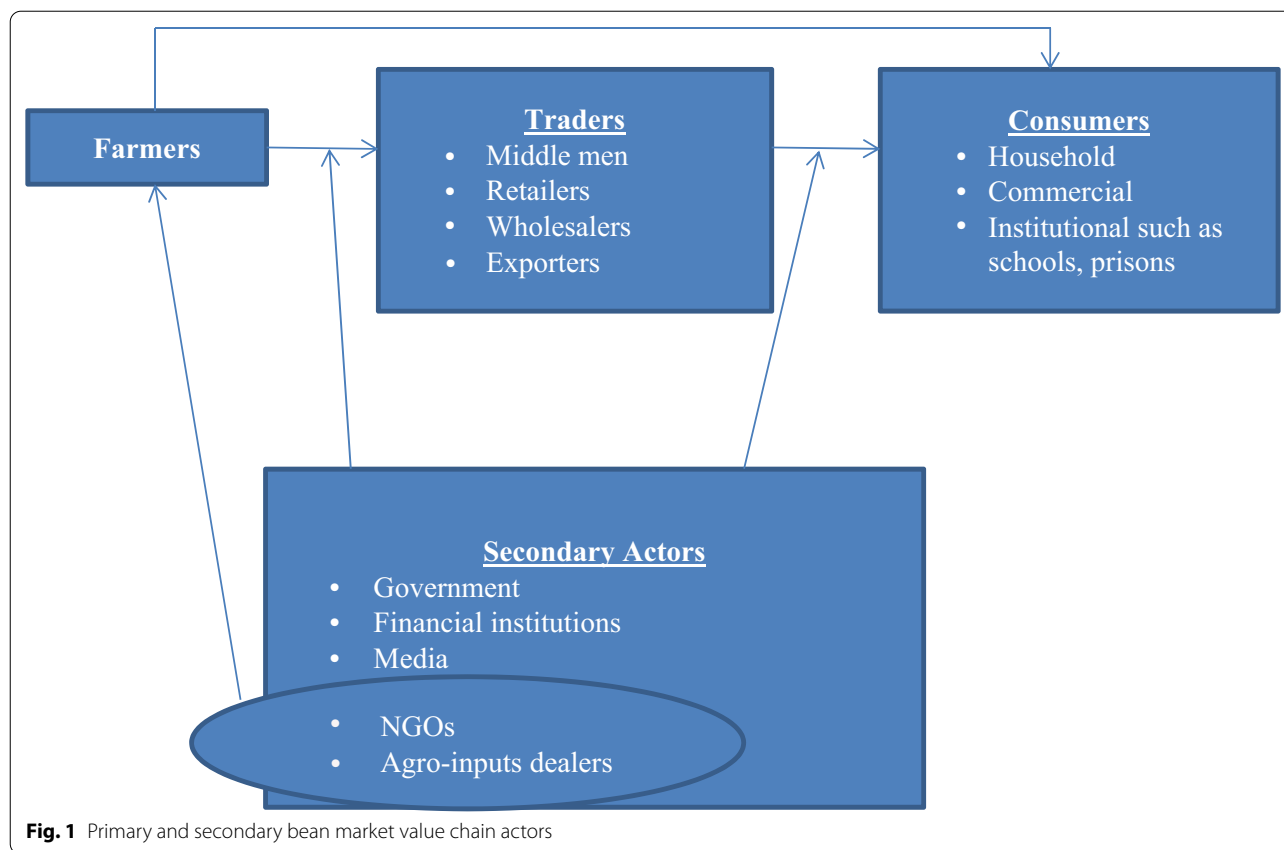 Farmers
Traders
• Middle men
• Retailers
• Wholesalers
• Exporters
Consumers
• Household
• Commercial
• Institutional such as
schools, prisons
Secondary Actors
• Government
• Financial institutions
• Media
• NGOs
• Agro-inputs dealers
Fig. 1 Primary and secondary bean market value chain actors